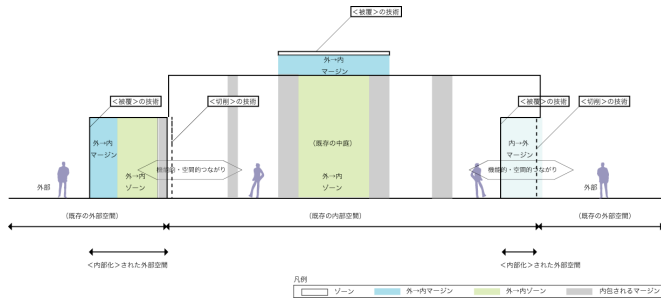 <被覆>の技術
外→内
マージン
<被覆>の技術
<切削>の技術
<被覆>の技術
<切削>の技術
外→内
マージン
(既存の中庭)
内→外
マージン
機能的・空間的つながり
機能的・空間的つながり
外部
外→内
ゾーン
外→内
ゾーン
外部
(既存の外部空間)
(既存の内部空間)
(既存の外部空間)
<内部化>された外部空間
<内部化>された外部空間
凡例
ゾーン
外→内マージン
外→内ゾーン
内包されるマージン